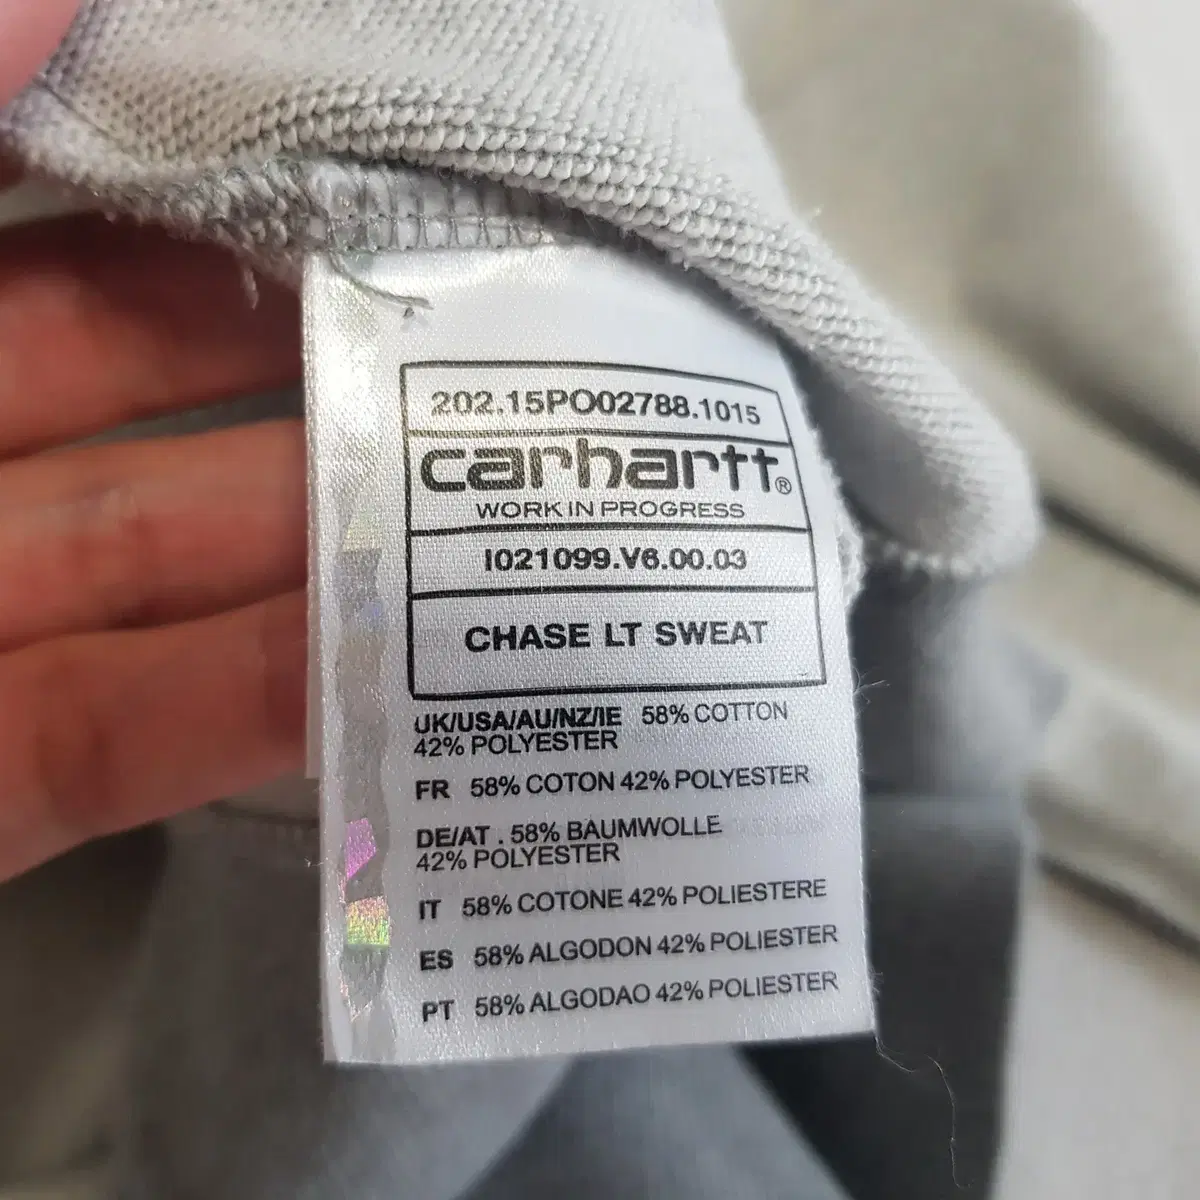 202.15PO02788.1015
carhartt®
WORK IN PROGRESS
I021099.V6.00.03
CHASE LT SWEAT
UK/USA/AU/NZ/IE 58% COTTON
42% POLYESTER
FR 58% COTON 42% POLYESTER
DE/AT . 58% BAUMWOLLE
42% POLYESTER
IT 58% COTONE 42% POLIESTERE
ES 58% ALGODON 42% POLIESTER
PT 58% ALGODAO 42% POLIESTER